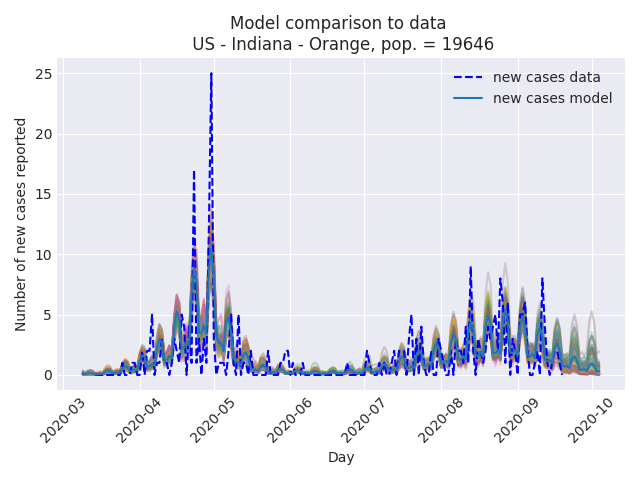 Model comparison to data
US - Indiana - Orange, pop. = 19646
new cases data
new cases model
Number of new cases reported
25
20
15
10
5
0
2020-03
2020-04
2020-05
2020-06
2020-07
2020-08
2020-09
2020-10
Day